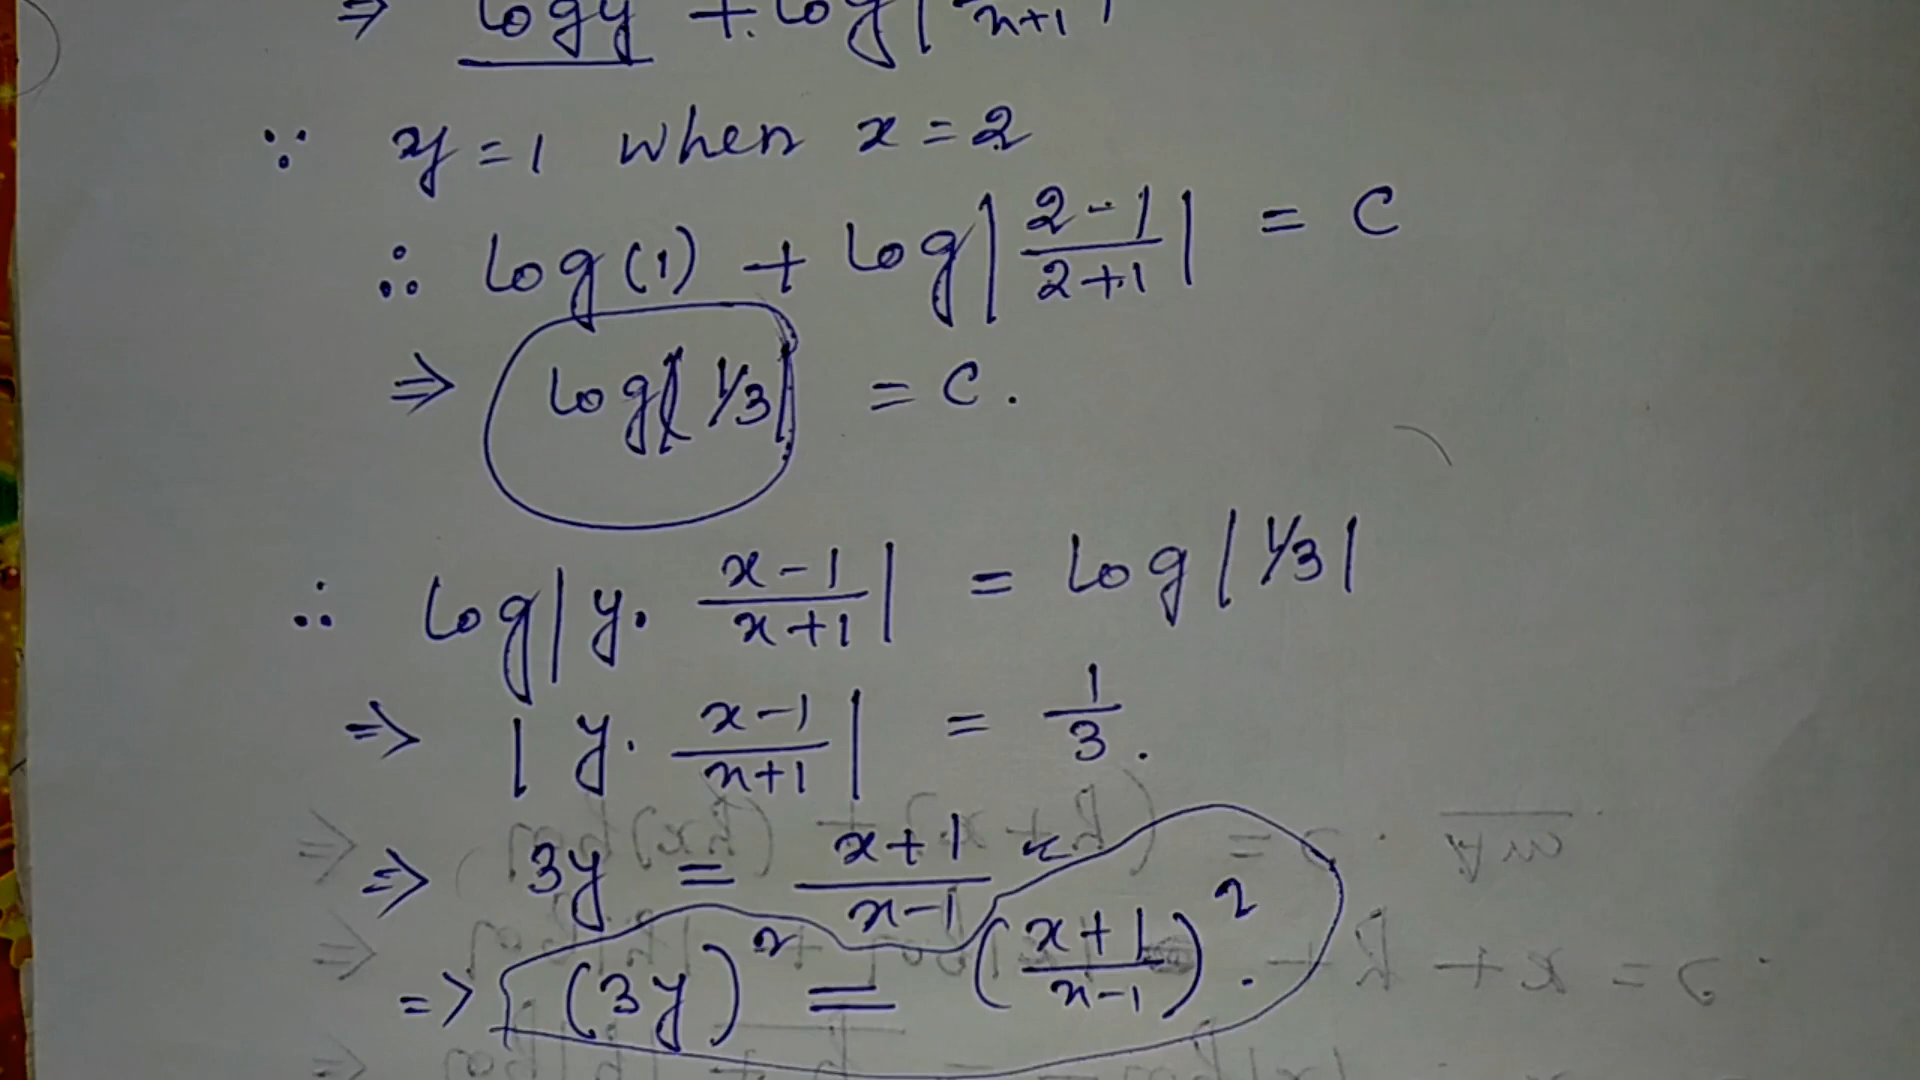 ⇒ log y + log | /x+1 |
∵ y = 1 when x = 2
∴ log(1) + log | (2-1)/(2+1) | = C
⇒ log | 1/3 | = C .
∴ log | y . (x-1)/(x+1) | = log | 1/3 |
⇒ | y . (x-1)/(x+1) | = 1/3 .
⇒ 3y = (x+1)/(x-1)
=> (3y)² = ((x+1)/(x-1))² .